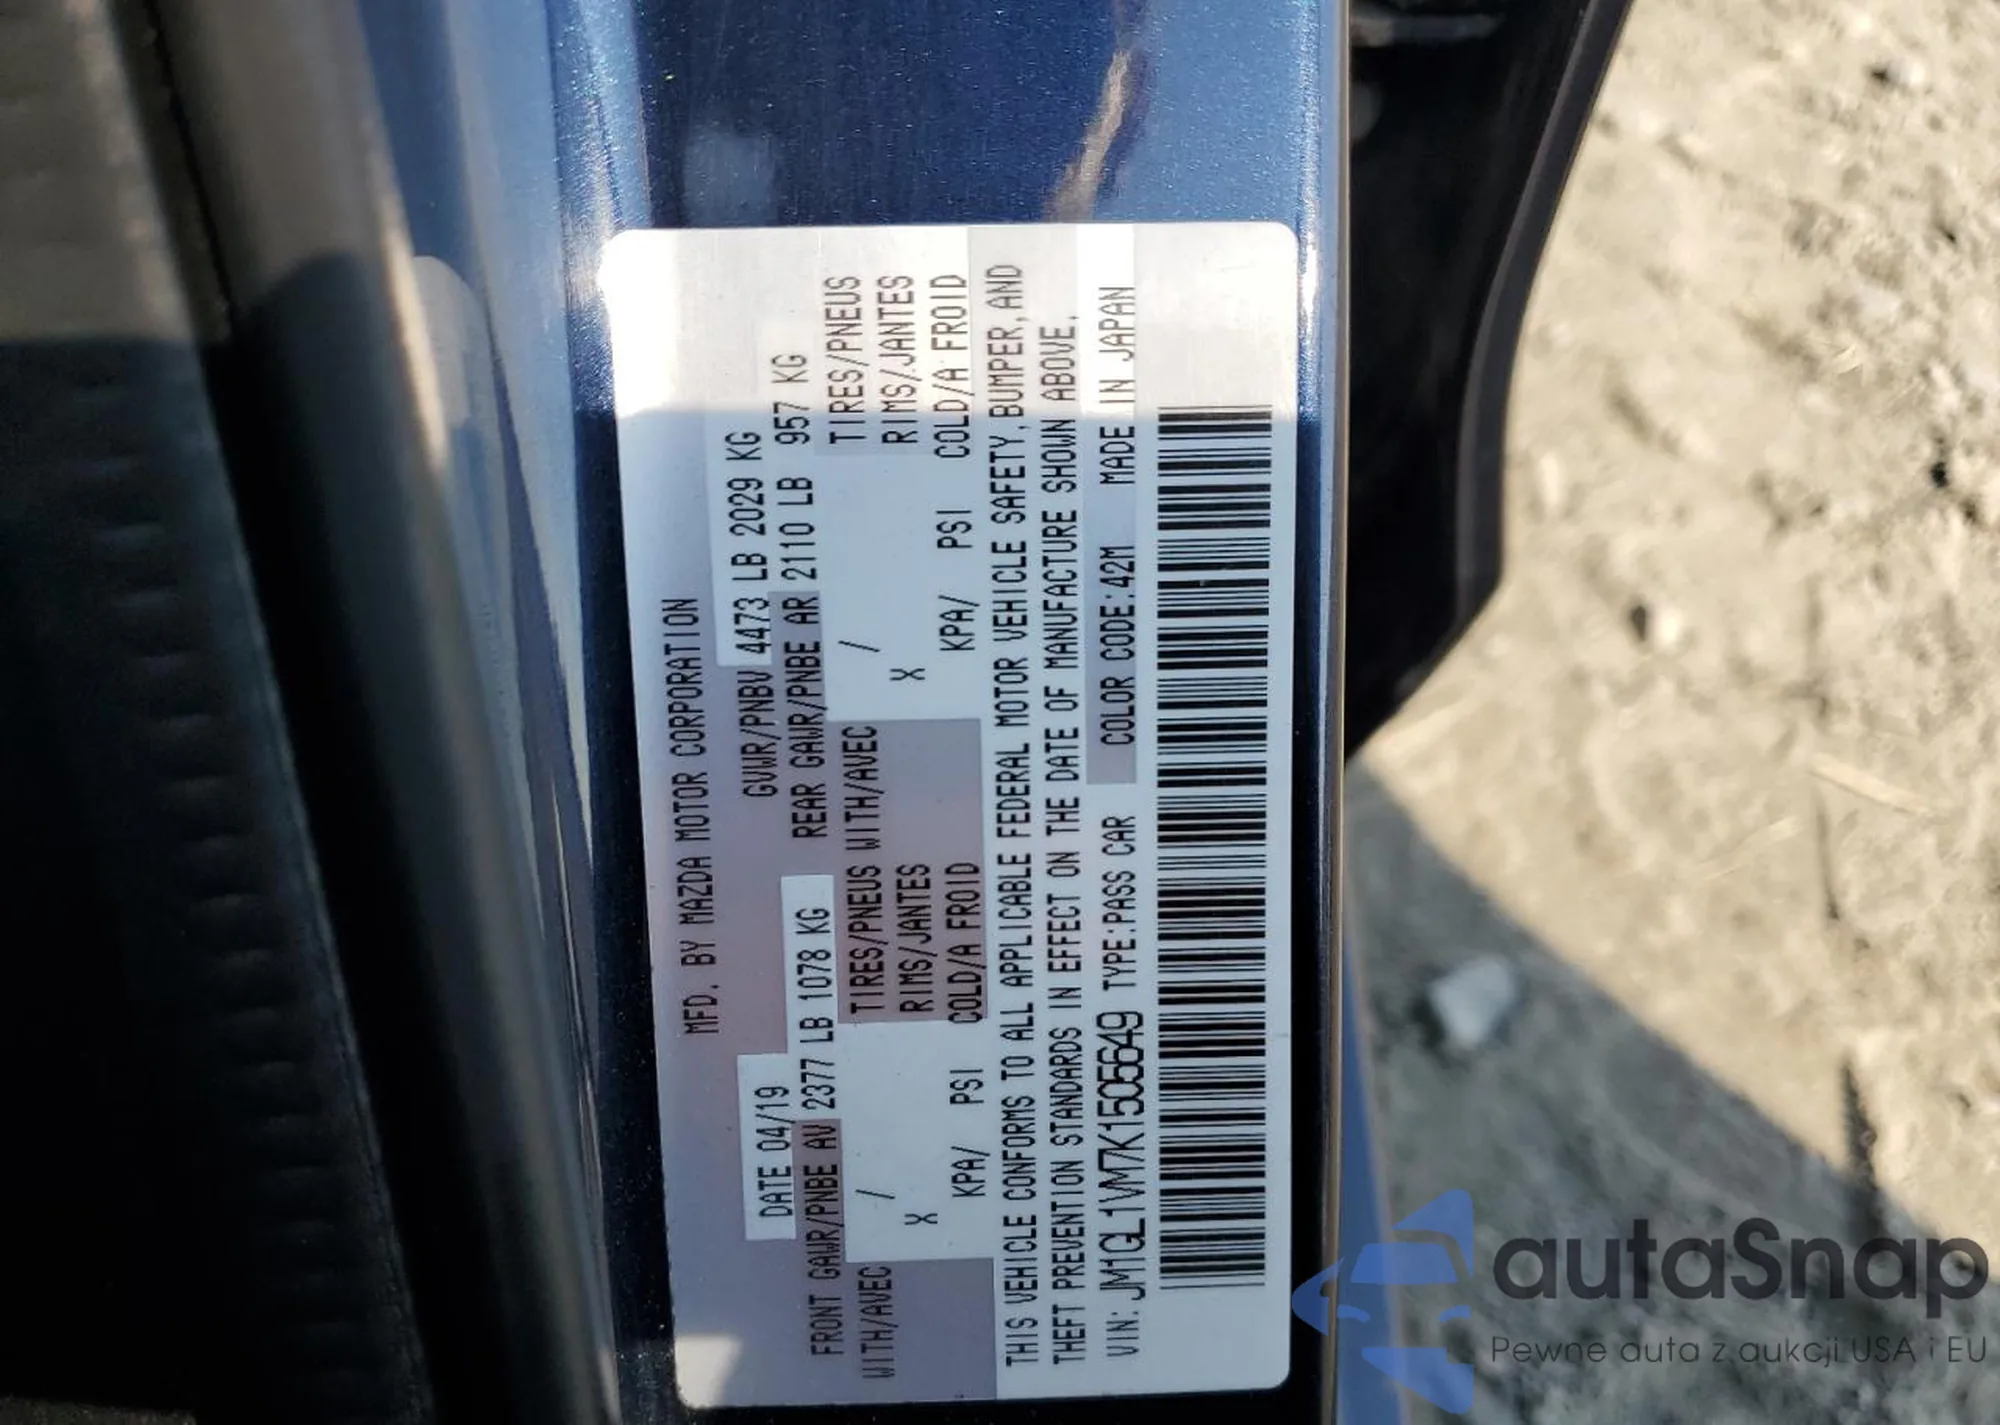 MFD. BY MAZDA MOTOR CORPORATION
DATE 04/19 GVWR/PNBV 4473 LB 2029 KG
FRONT GAWR/PNBE AV 2377 LB 1078 KG REAR GAWR/PNBE AR 2110 LB 957 KG
WITH/AVEC / TIRES/PNEUS WITH/AVEC / TIRES/PNEUS
X RIMS/JANTES X RIMS/JANTES
KPA/ PSI COLD/A FROID KPA/ PSI COLD/A FROID
THIS VEHICLE CONFORMS TO ALL APPLICABLE FEDERAL MOTOR VEHICLE SAFETY, BUMPER, AND
THEFT PREVENTION STANDARDS IN EFFECT ON THE DATE OF MANUFACTURE SHOWN ABOVE.
VIN: JM1GL1VM7K1505649 TYPE:PASS CAR COLOR CODE:42M MADE IN JAPAN
autaSnap
Pewne auta z aukcji USA i EU